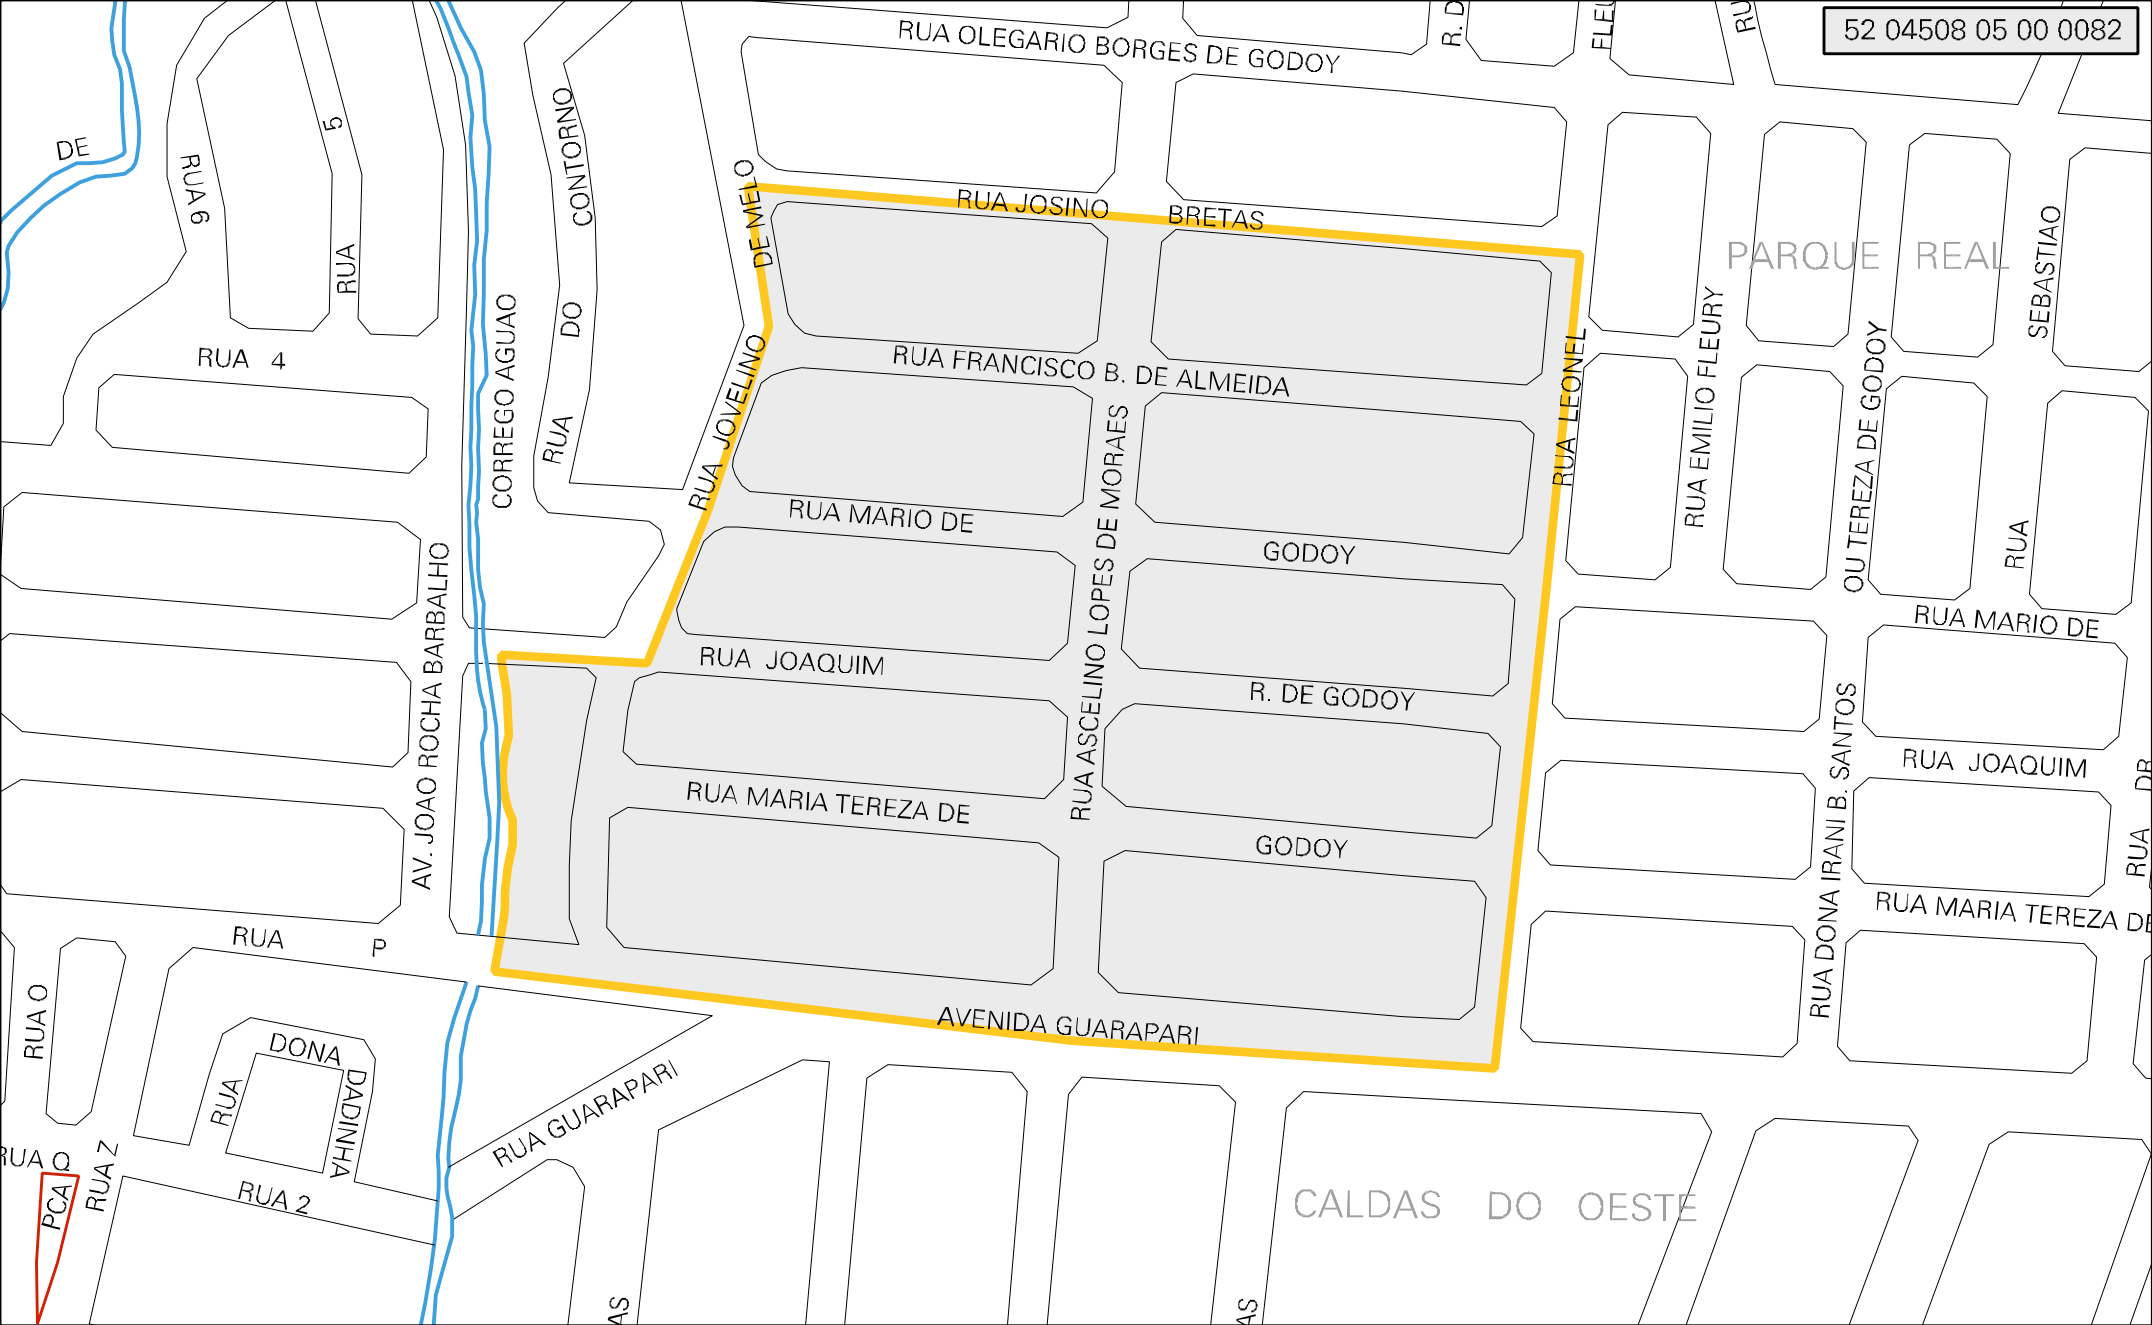 52 04508 05 00 0082
RUA OLEGARIO BORGES DE GODOY
R. D
FLEU
RU
DE
RUA 6
RUA 5
CONTORNO
DO
RUA
RUA 4
CORREGO AGUAO
RUA JOVELINO DE MELO
RUA JOSINO BRETAS
PARQUE REAL
RUA FRANCISCO B. DE ALMEIDA
RUA LEONEL
RUA EMILIO FLEURY
OU TEREZA DE GODOY
RUA SEBASTIAO
RUA MARIO DE GODOY
RUA ASCELINO LOPES DE MORAES
AV. JOAO ROCHA BARBALHO
RUA JOAQUIM R. DE GODOY
RUA MARIO DE
RUA DONA IRANI B. SANTOS
RUA JOAQUIM
RUA DR
RUA MARIA TEREZA DE GODOY
RUA MARIA TEREZA DE
RUA P
RUA O
AVENIDA GUARAPARI
RUA DONA DADINHA
RUA GUARAPARI
RUA Q
RUA Z
PCA
RUA 2
CALDAS DO OESTE
AS
AS